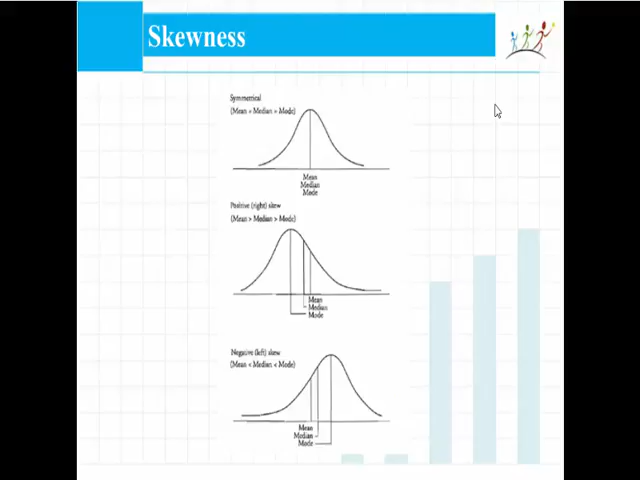 Skewness
Symmetrical
(Mean = Median = Mode)
Mean
Median
Mode
Positive (right) skew
(Mean > Median > Mode)
Mean
Median
Mode
Negative (left) skew
(Mean < Median < Mode)
Mean
Median
Mode